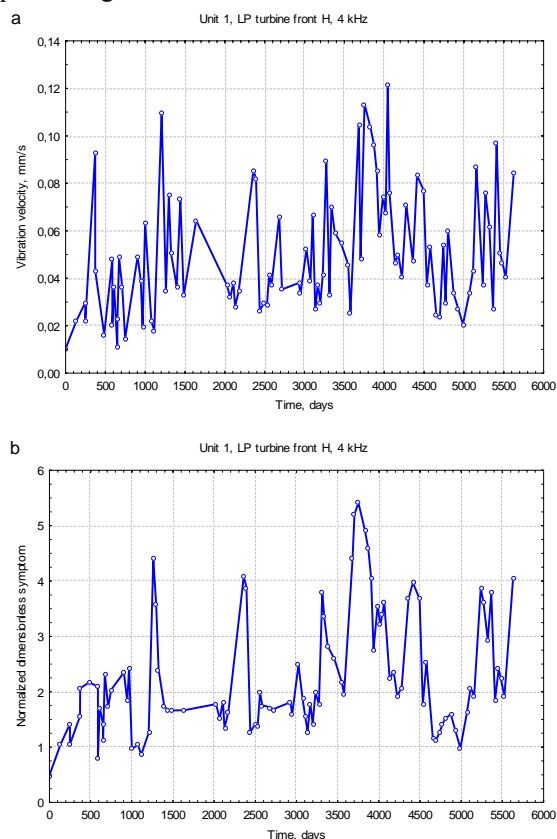 a
Unit 1, LP turbine front H, 4 kHz
0,14
0,12
0,10
0,08
0,06
0,04
0,02
0,00
Vibration velocity, mm/s
0 500 1000 1500 2000 2500 3000 3500 4000 4500 5000 5500 6000
Time, days
b
Unit 1, LP turbine front H, 4 kHz
6
5
4
3
2
1
0
Normalized dimensionless symptom
0 500 1000 1500 2000 2500 3000 3500 4000 4500 5000 5500 6000
Time, days